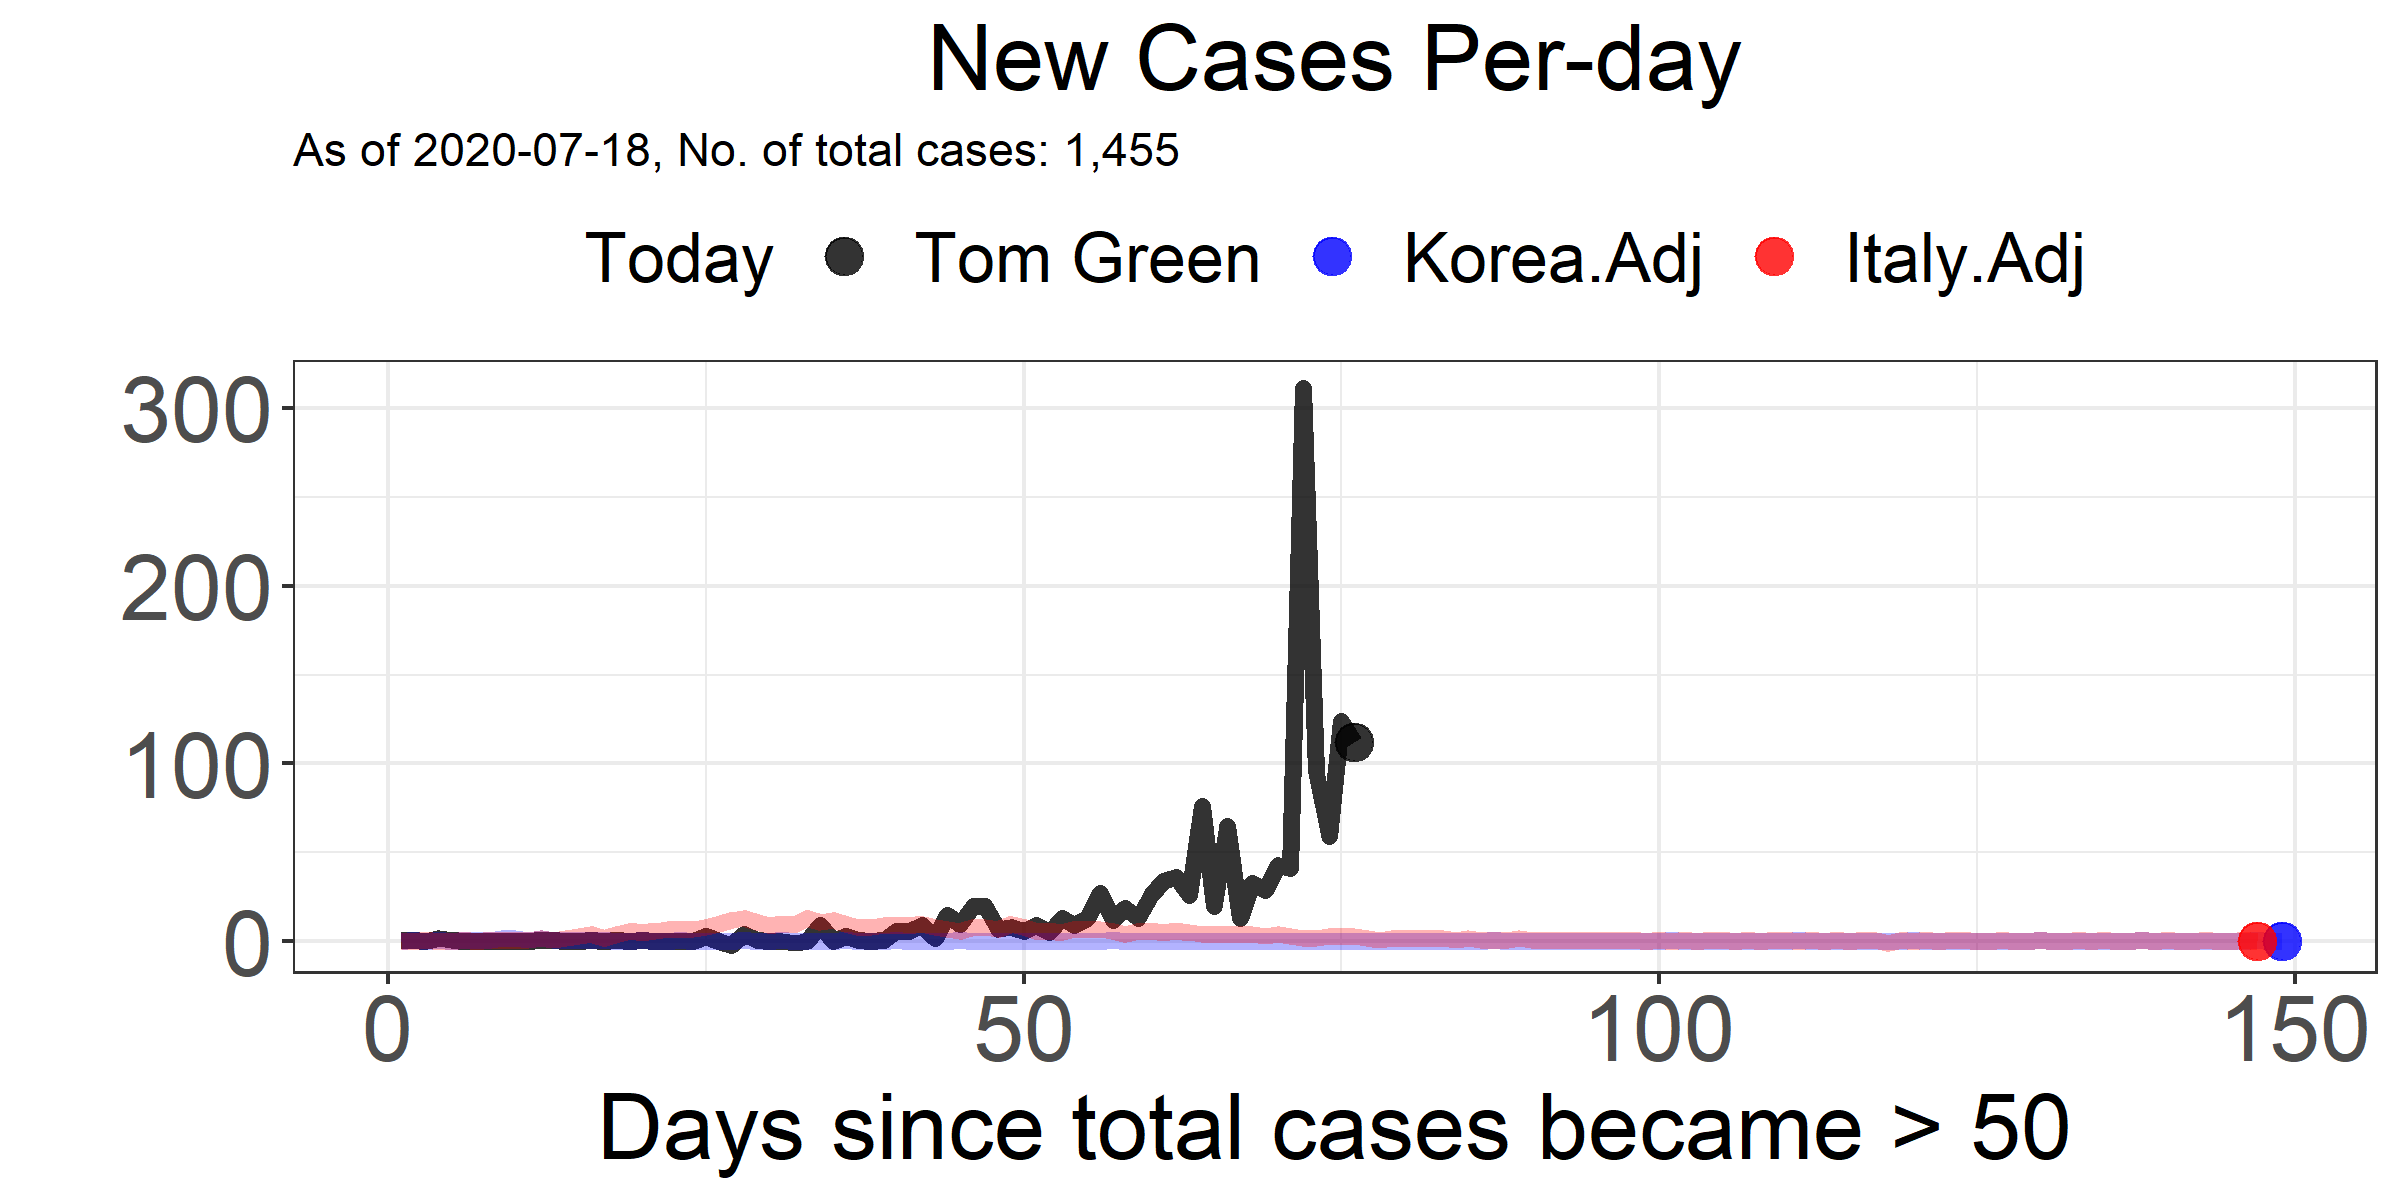 New Cases Per-day
As of 2020-07-18, No. of total cases: 1,455
Today Tom Green Korea.Adj Italy.Adj
300
200
100
0
0 50 100 150
Days since total cases became > 50